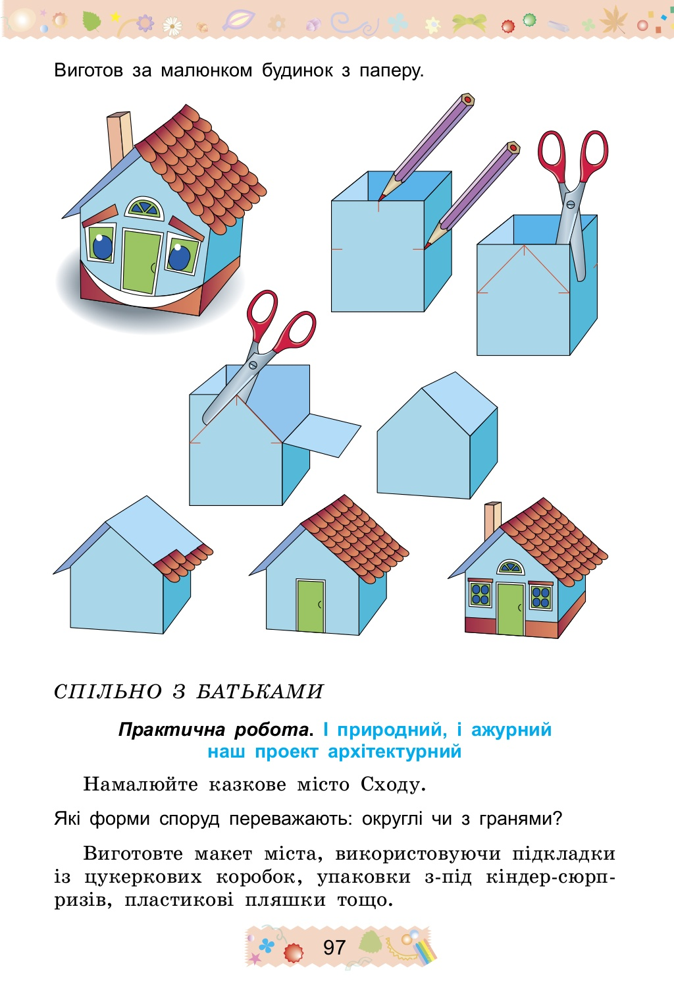 Виготов за малюнком будинок з паперу.
СПІЛЬНО З БАТЬКАМИ
Практична робота. І природний, і ажурний
наш проект архітектурний
Намалюйте казкове місто Сходу.
Які форми споруд переважають: округлі чи з гранями?
Виготовте макет міста, використовуючи підкладки
із цукеркових коробок, упаковки з-під кіндер-сюрп-
ризів, пластикові пляшки тощо.
97